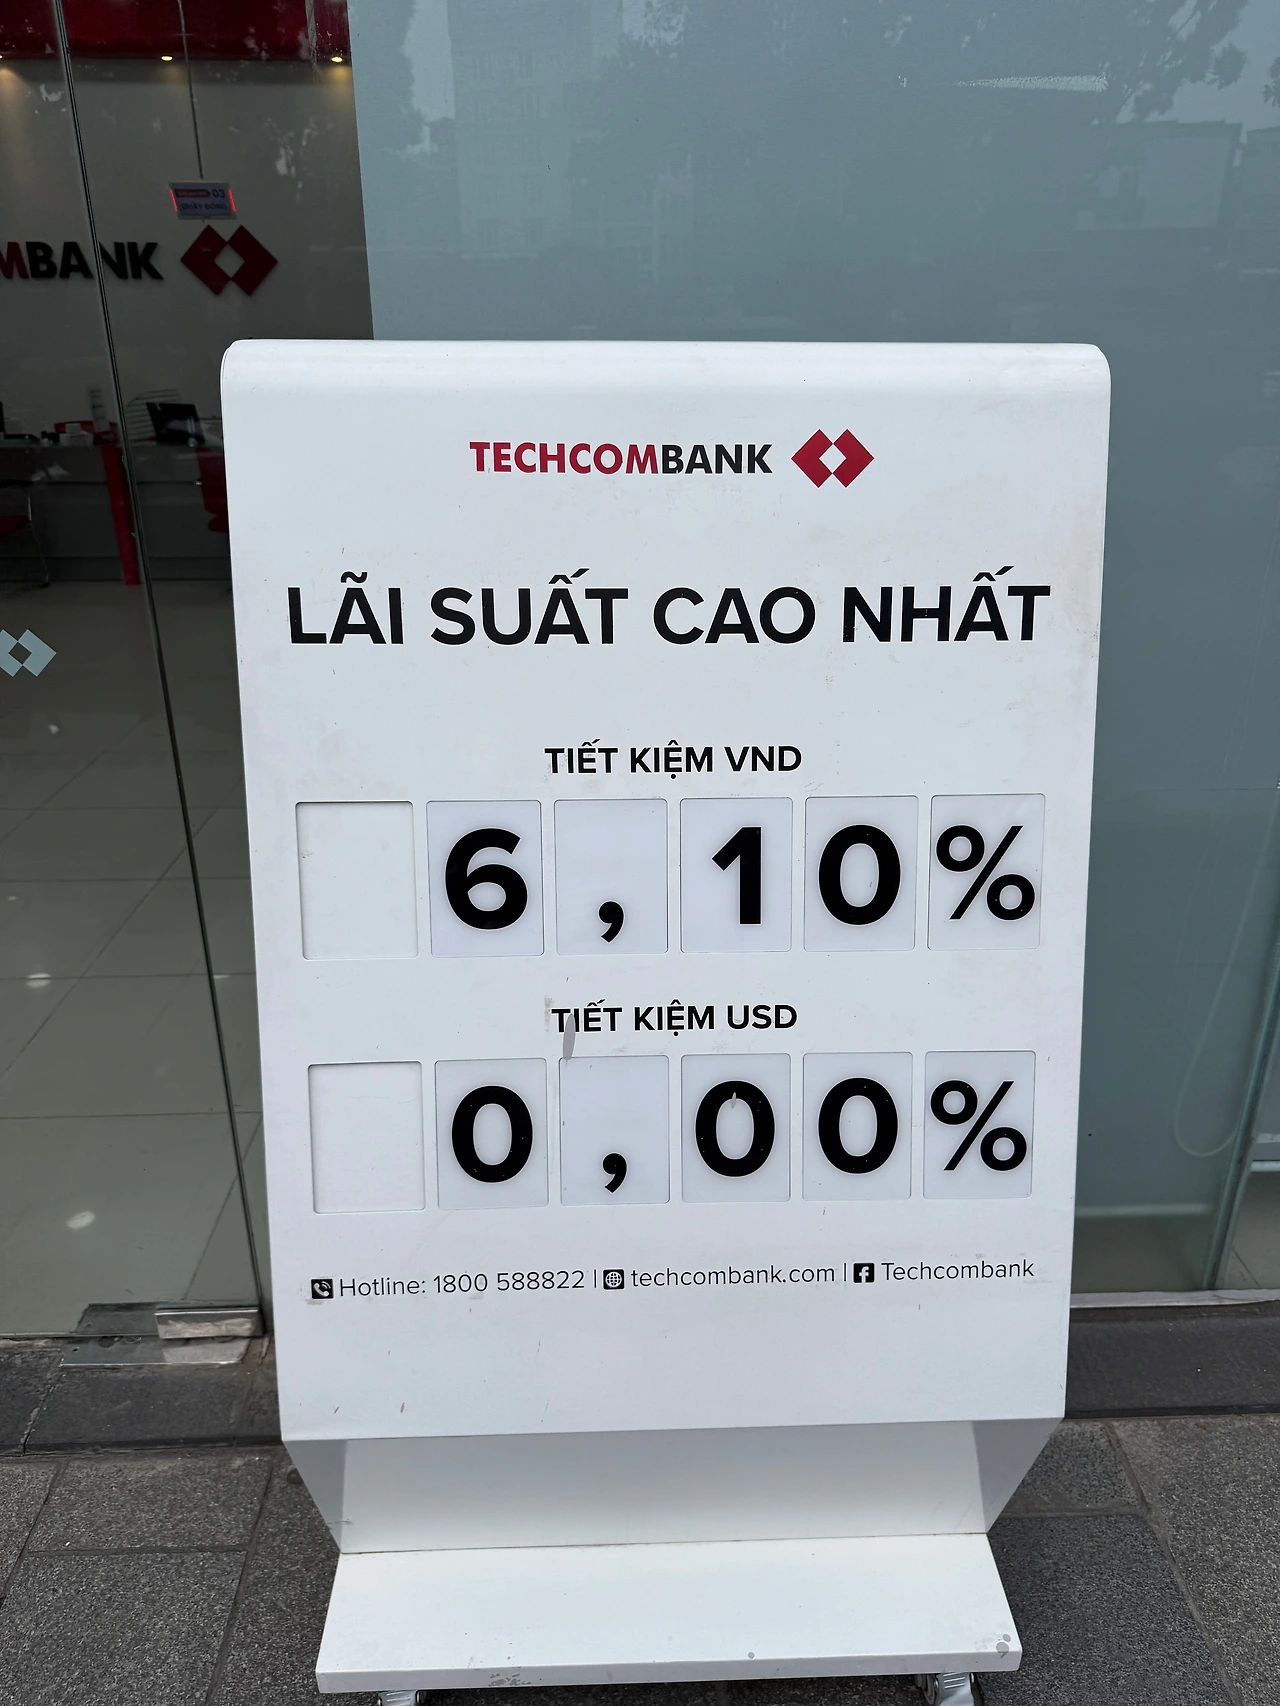 MBANK
TECHCOMBANK
LÃI SUẤT CAO NHẤT
TIẾT KIỆM VND
6,10%
TIẾT KIỆM USD
0,00%
Hotline: 1800 588822 | techcombank.com | Techcombank